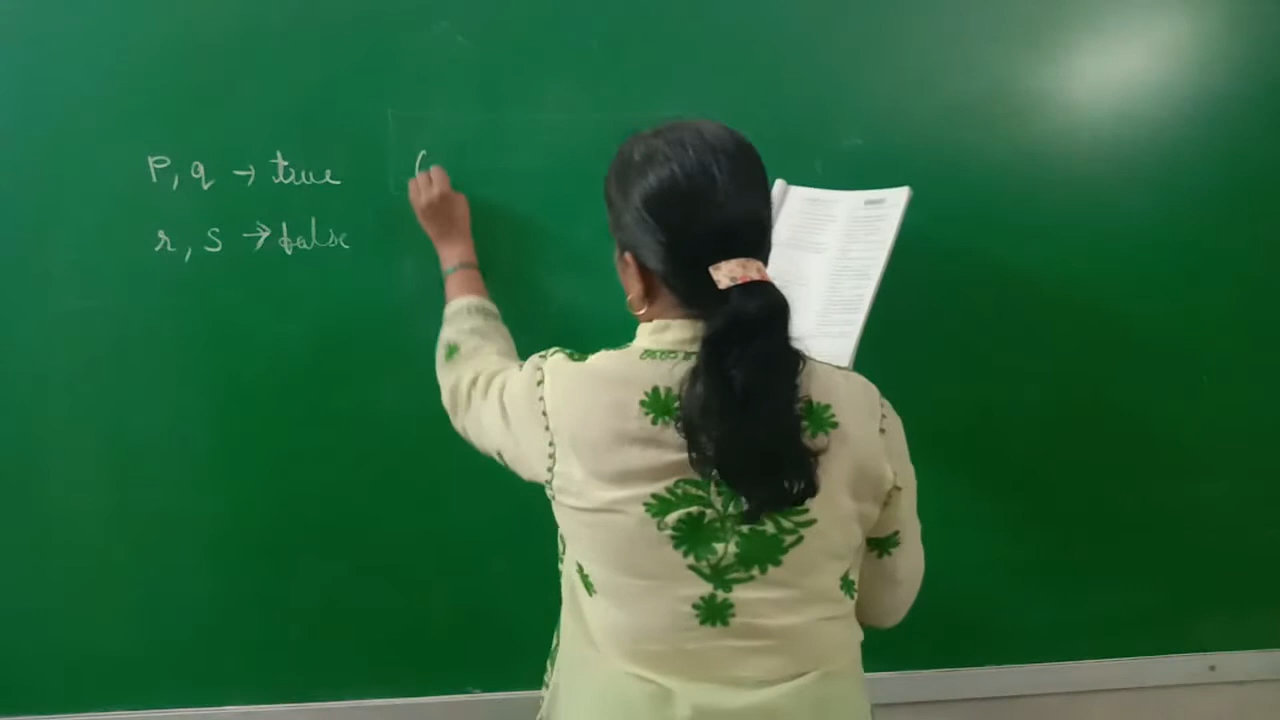 P, q → true (
r, s → false